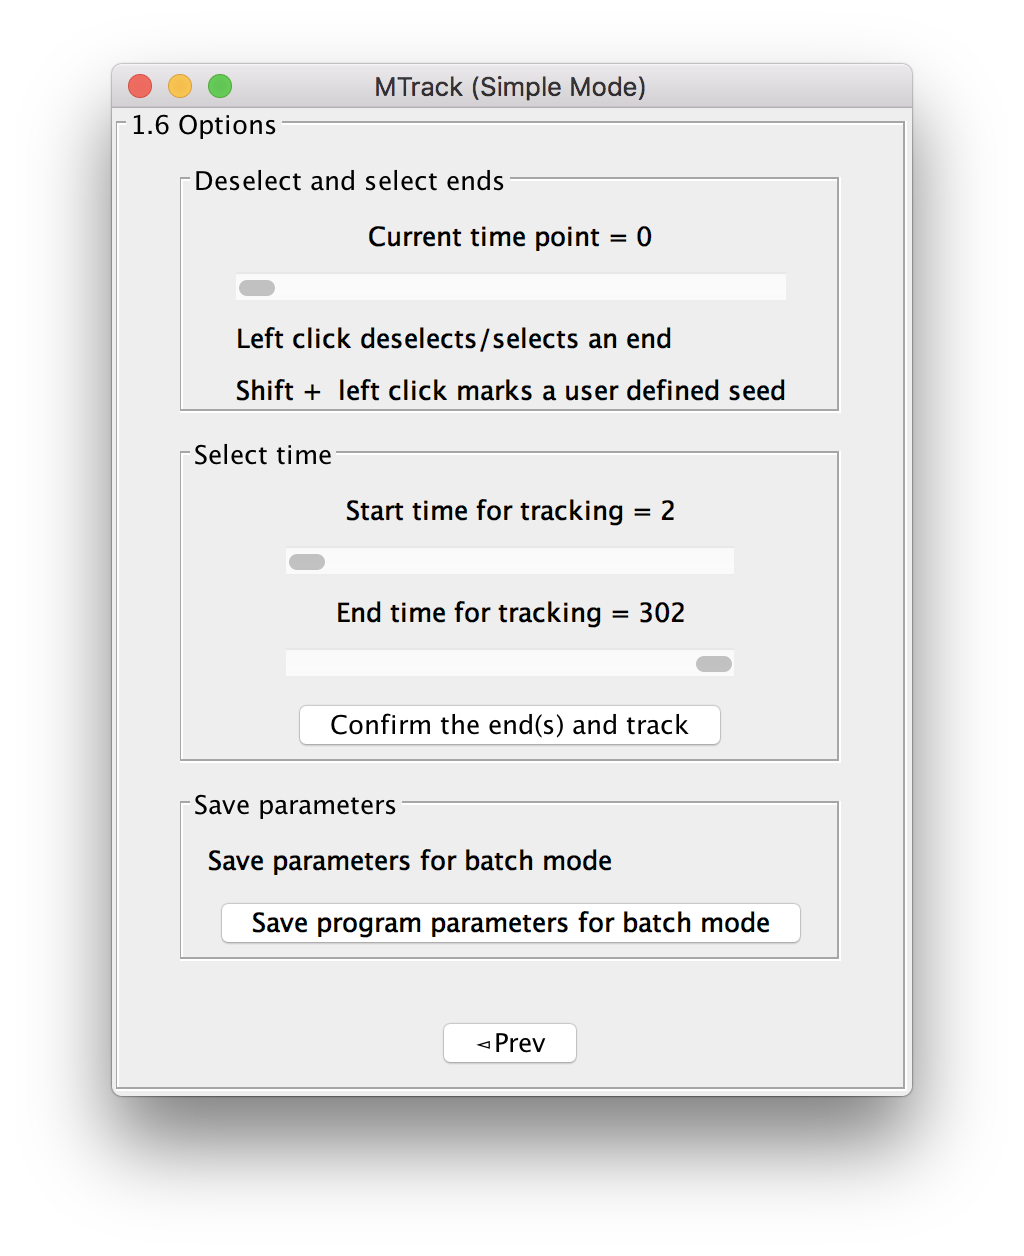 MTrack (Simple Mode)
1.6 Options
Deselect and select ends
Current time point = 0
Left click deselects/selects an end
Shift +  left click marks a user defined seed
Select time
Start time for tracking = 2
End time for tracking = 302
Confirm the end(s) and track
Save parameters
Save parameters for batch mode
Save program parameters for batch mode
◅Prev